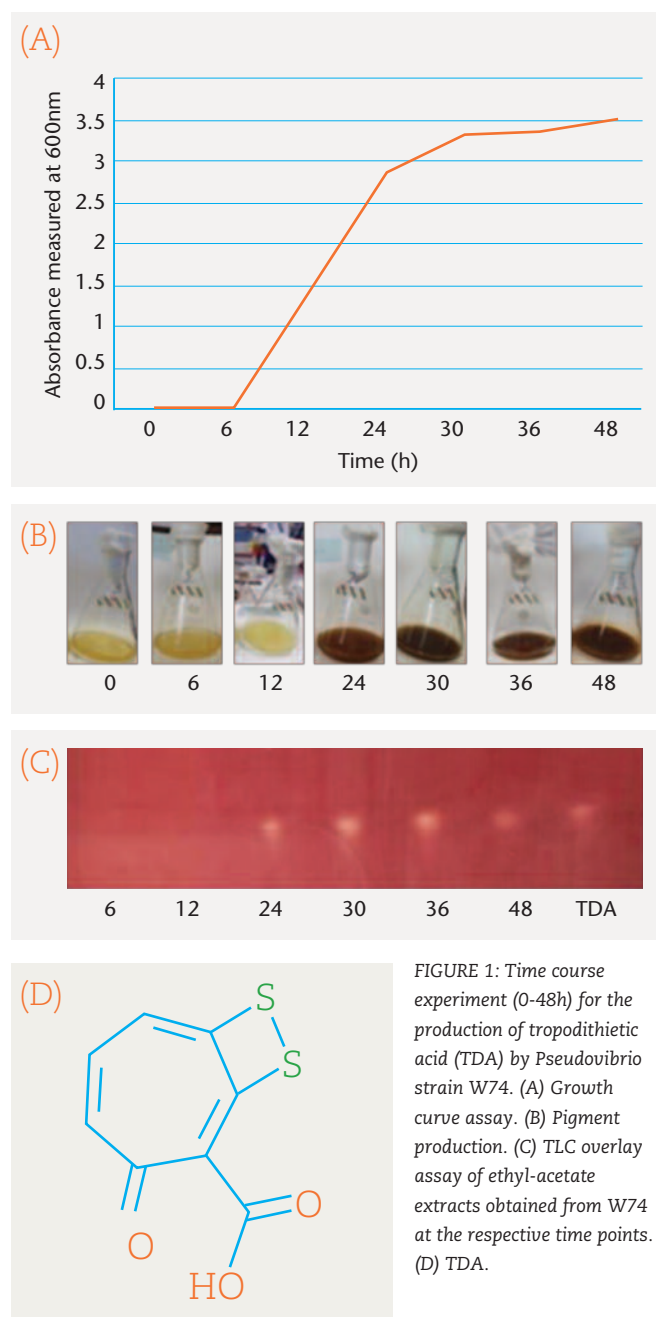 (A)
Absorbance measured at 600nm
4
3.5
3
2.5
2
1.5
1
0.5
0
0 6 12 24 30 36 48
Time (h)
(B)
0 6 12 24 30 36 48
(C)
6 12 24 30 36 48 TDA
(D)
S
S
O
O
HO
FIGURE 1: Time course
experiment (0-48h) for the
production of tropodithietic
acid (TDA) by Pseudovibrio
strain W74. (A) Growth
curve assay. (B) Pigment
production. (C) TLC overlay
assay of ethyl-acetate
extracts obtained from W74
at the respective time points.
(D) TDA.